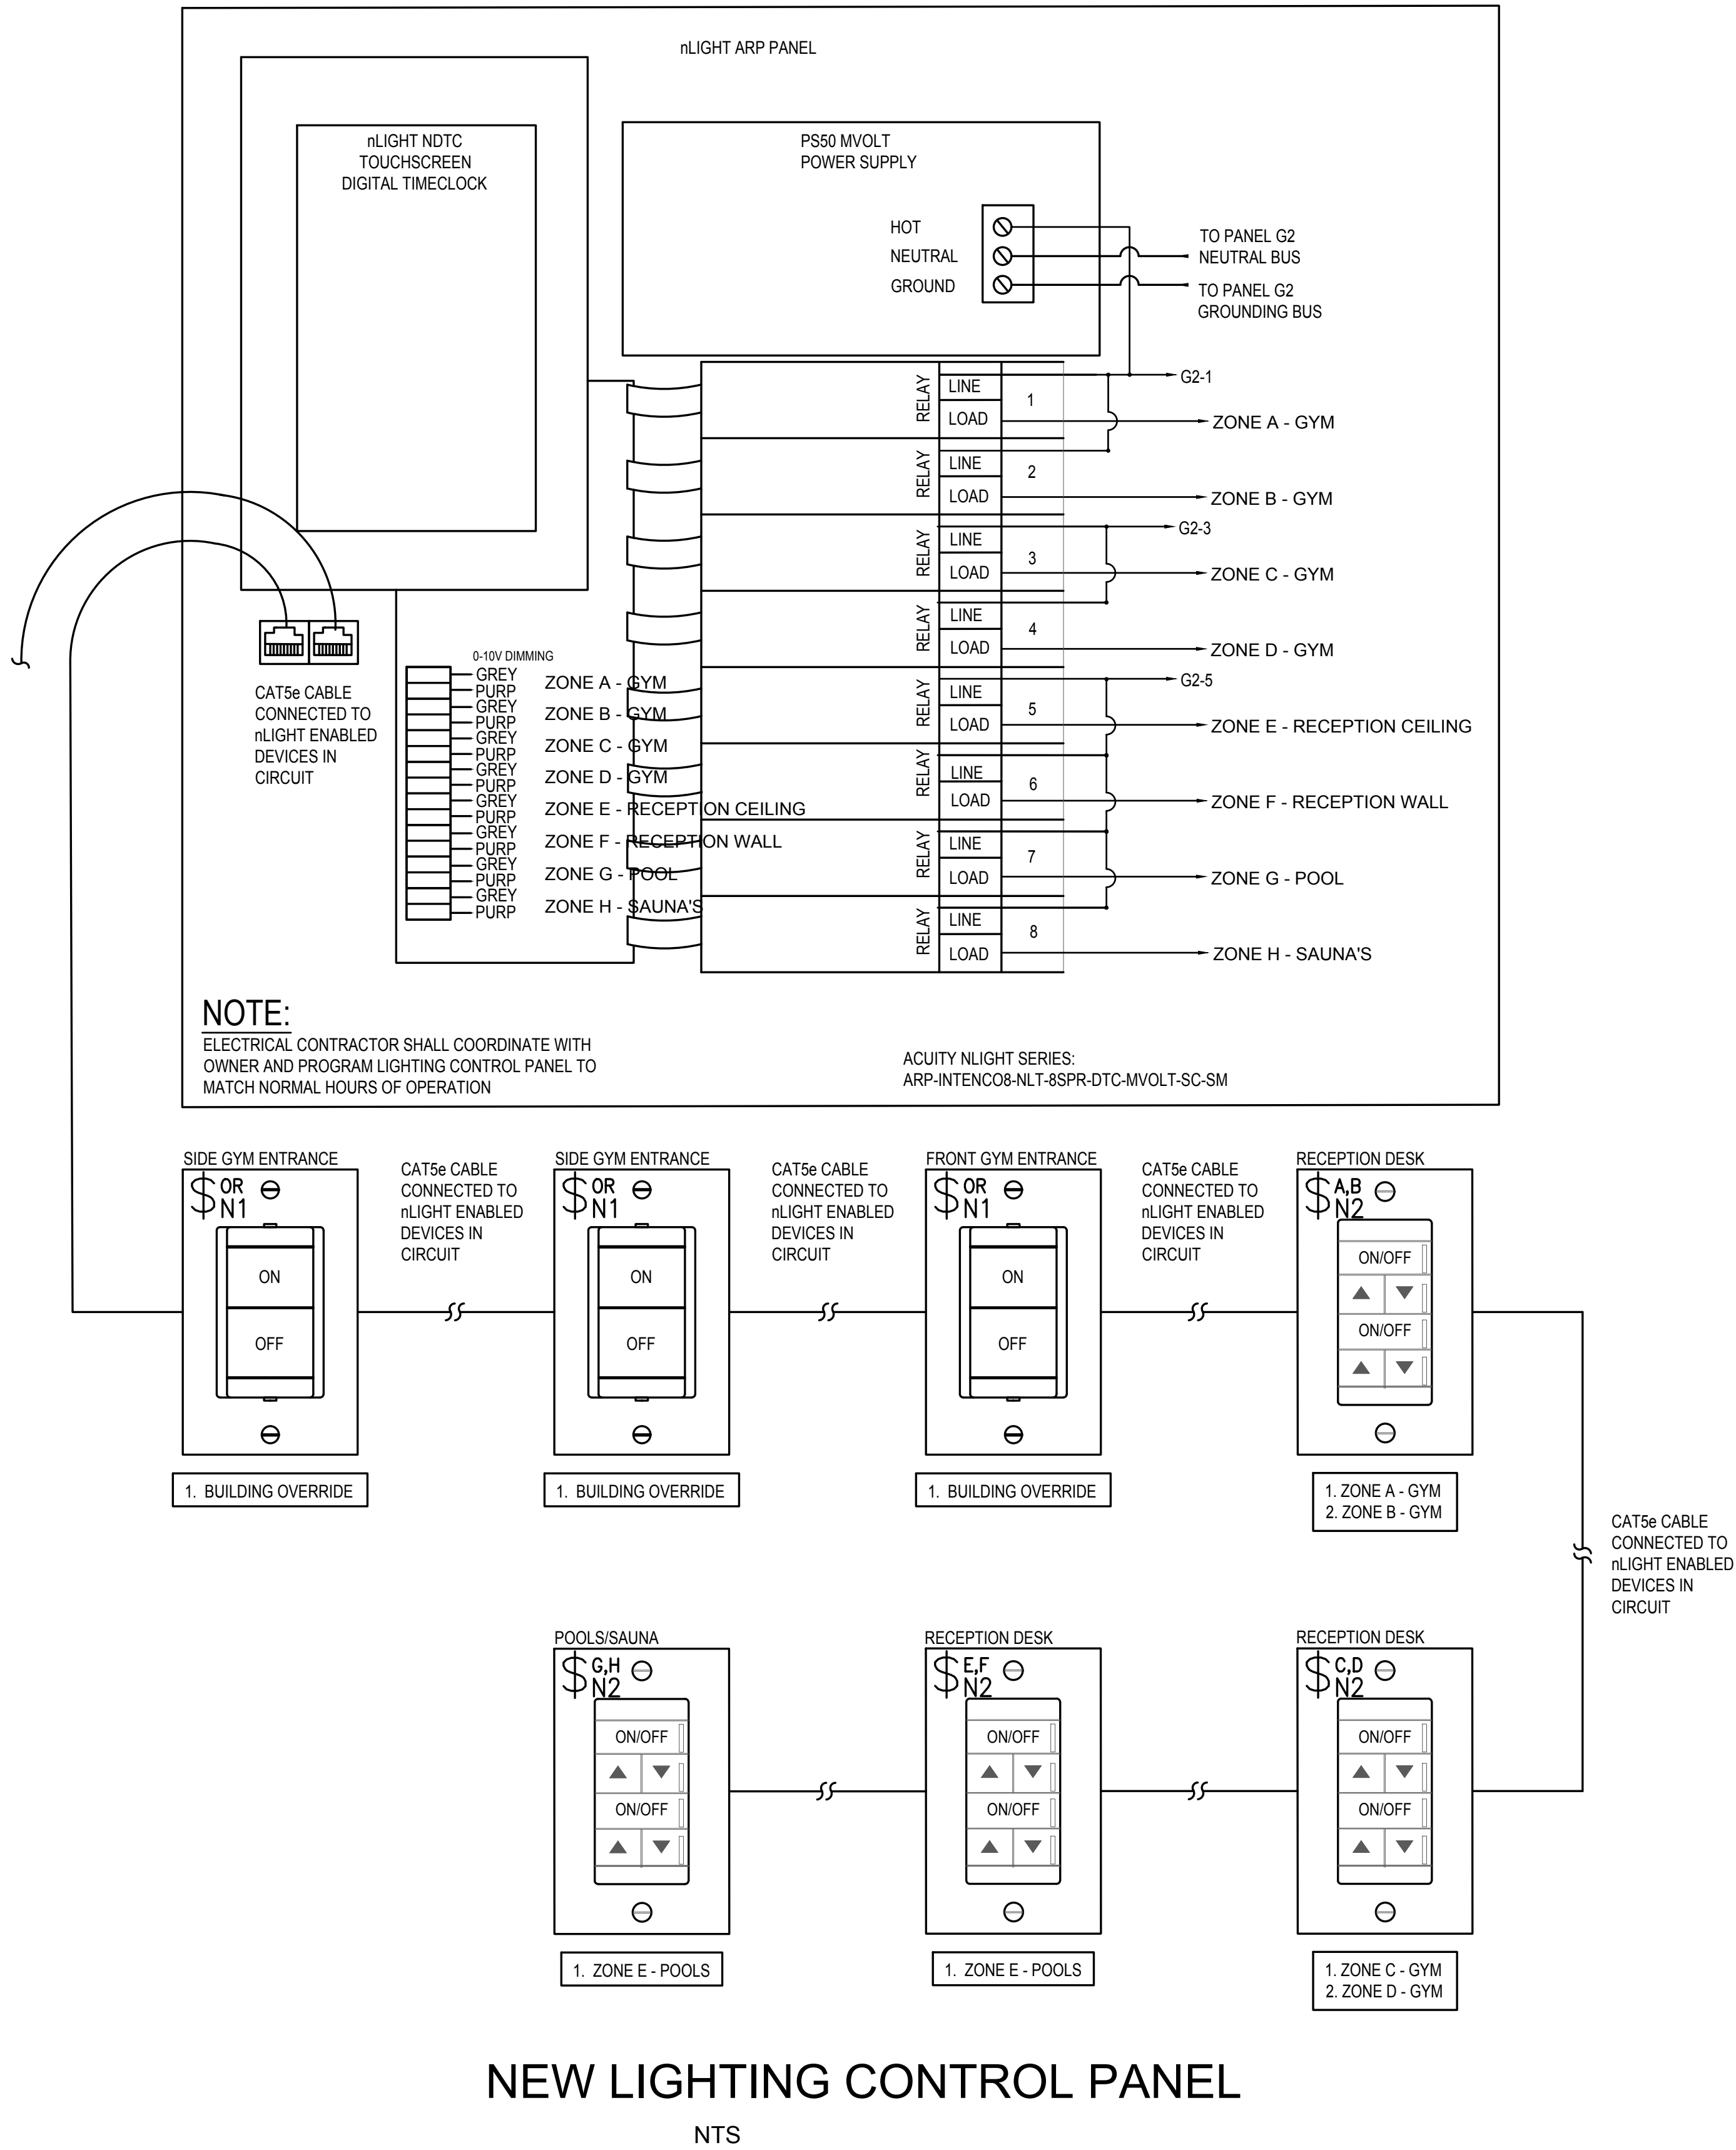 nLIGHT ARP PANEL
nLIGHT NDTC
TOUCHSCREEN
DIGITAL TIMECLOCK
PS50 MVOLT
POWER SUPPLY
HOT
NEUTRAL
GROUND
TO PANEL G2
NEUTRAL BUS
TO PANEL G2
GROUNDING BUS
RELAY
LINE
LOAD
1
G2-1
ZONE A - GYM
RELAY
LINE
LOAD
2
ZONE B - GYM
RELAY
LINE
LOAD
3
G2-3
ZONE C - GYM
RELAY
LINE
LOAD
4
ZONE D - GYM
RELAY
LINE
LOAD
5
G2-5
ZONE E - RECEPTION CEILING
RELAY
LINE
LOAD
6
ZONE F - RECEPTION WALL
RELAY
LINE
LOAD
7
ZONE G - POOL
RELAY
LINE
LOAD
8
ZONE H - SAUNA'S
CAT5e CABLE
CONNECTED TO
nLIGHT ENABLED
DEVICES IN
CIRCUIT
0-10V DIMMING
GREY
PURP
ZONE A - GYM
GREY
PURP
ZONE B - GYM
GREY
PURP
ZONE C - GYM
GREY
PURP
ZONE D - GYM
GREY
PURP
ZONE E - RECEPTION CEILING
GREY
PURP
ZONE F - RECEPTION WALL
GREY
PURP
ZONE G - POOL
GREY
PURP
ZONE H - SAUNA'S
NOTE:
ELECTRICAL CONTRACTOR SHALL COORDINATE WITH
OWNER AND PROGRAM LIGHTING CONTROL PANEL TO
MATCH NORMAL HOURS OF OPERATION
ACUITY NLIGHT SERIES:
ARP-INTENCO8-NLT-8SPR-DTC-MVOLT-SC-SM
SIDE GYM ENTRANCE
$ OR
N1
ON
OFF
1. BUILDING OVERRIDE
CAT5e CABLE
CONNECTED TO
nLIGHT ENABLED
DEVICES IN
CIRCUIT
SIDE GYM ENTRANCE
$ OR
N1
ON
OFF
1. BUILDING OVERRIDE
CAT5e CABLE
CONNECTED TO
nLIGHT ENABLED
DEVICES IN
CIRCUIT
FRONT GYM ENTRANCE
$ OR
N1
ON
OFF
1. BUILDING OVERRIDE
CAT5e CABLE
CONNECTED TO
nLIGHT ENABLED
DEVICES IN
CIRCUIT
RECEPTION DESK
$ A,B
N2
ON/OFF
ON/OFF
1. ZONE A - GYM
2. ZONE B - GYM
CAT5e CABLE
CONNECTED TO
nLIGHT ENABLED
DEVICES IN
CIRCUIT
POOLS/SAUNA
$ G,H
N2
ON/OFF
ON/OFF
1. ZONE E - POOLS
RECEPTION DESK
$ E,F
N2
ON/OFF
ON/OFF
1. ZONE E - POOLS
RECEPTION DESK
$ C,D
N2
ON/OFF
ON/OFF
1. ZONE C - GYM
2. ZONE D - GYM
NEW LIGHTING CONTROL PANEL
NTS